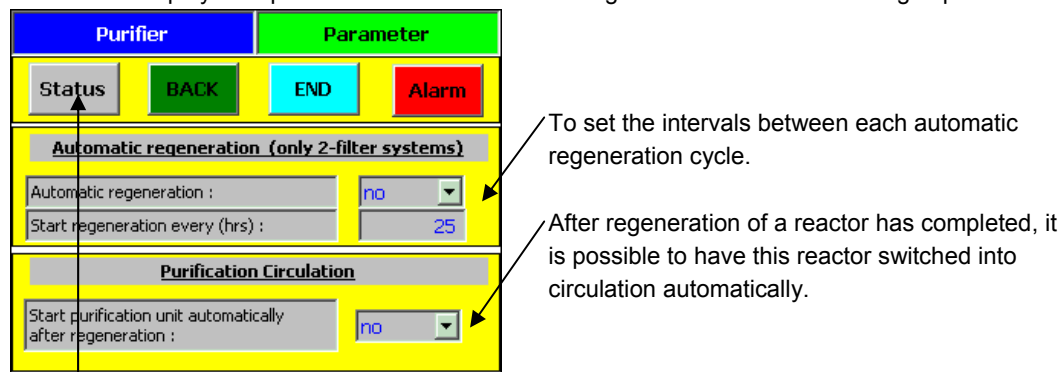 Purifier Parameter
Status BACK END Alarm
Automatic regeneration (only 2-filter systems)
Automatic regeneration : no
Start regeneration every (hrs) : 25
Purification Circulation
Start purification unit automatically
after regeneration : no
To set the intervals between each automatic
regeneration cycle.
After regeneration of a reactor has completed, it
is possible to have this reactor switched into
circulation automatically.